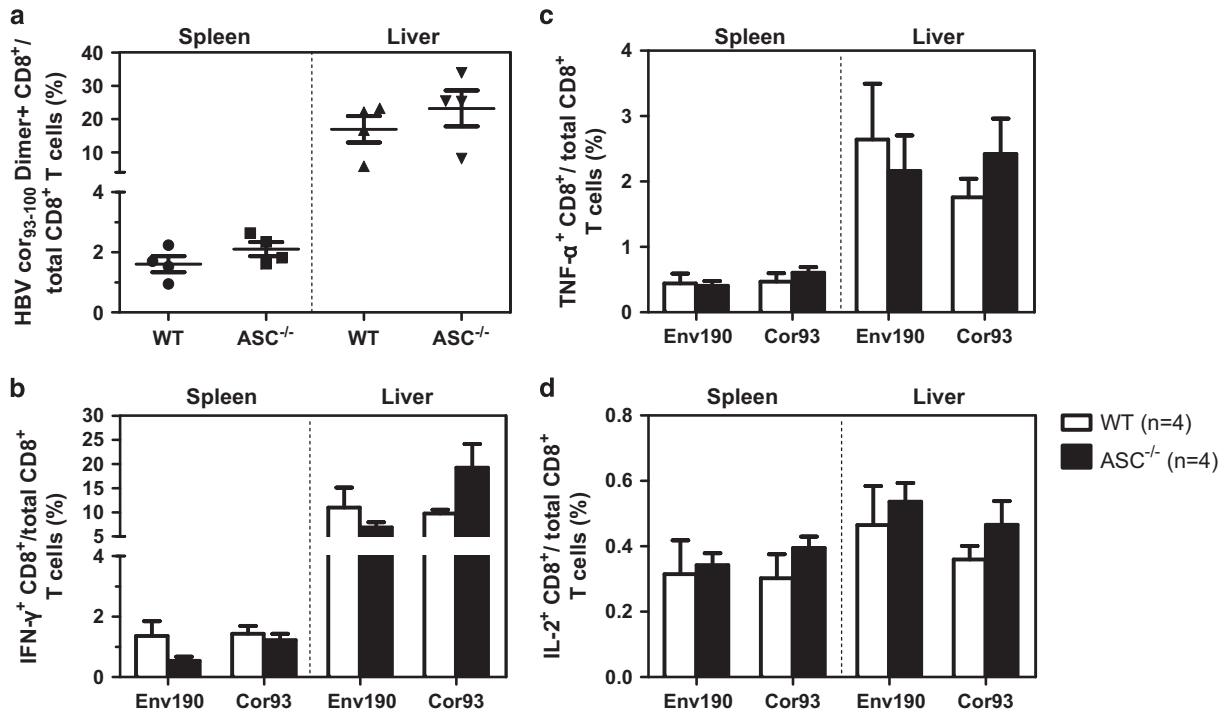 a
Spleen Liver
HBV cor93-100 Dimer+ CD8+/
total CD8+ T cells (%)
40
30
20
10
4
2
0
WT ASC-/- WT ASC-/-
b
Spleen Liver
IFN-γ+ CD8+/total CD8+
T cells (%)
30
25
20
15
10
5
4
2
0
Env190 Cor93 Env190 Cor93
c
Spleen Liver
TNF-α+ CD8+/ total CD8+
T cells (%)
4
3
2
1
0
Env190 Cor93 Env190 Cor93
d
Spleen Liver
IL-2+ CD8+/ total CD8+
T cells (%)
0.8
0.6
0.4
0.2
0.0
Env190 Cor93 Env190 Cor93
WT (n=4)
ASC-/- (n=4)